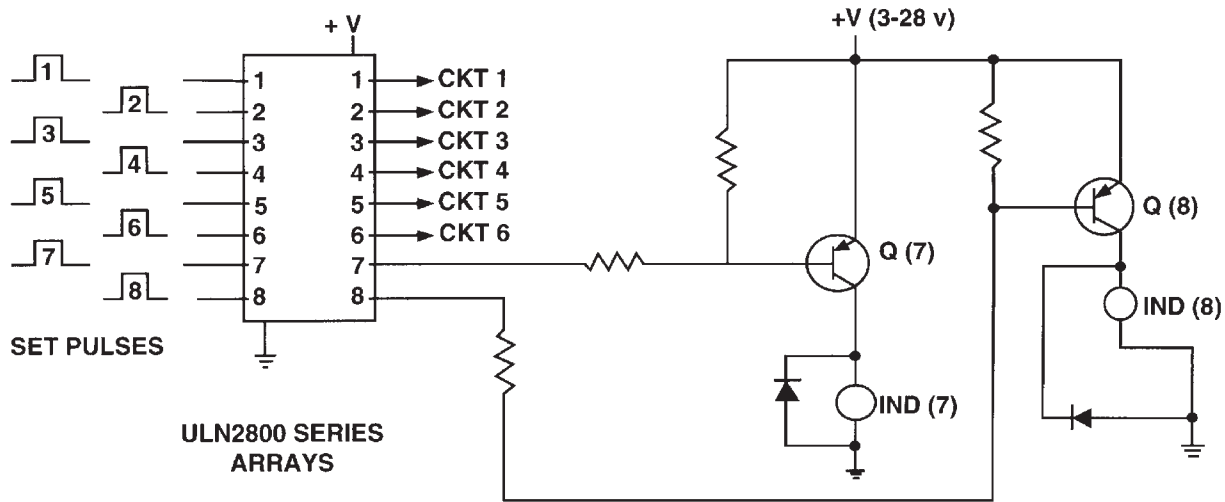 + V
+V (3-28 v)
1
2
3
4
5
6
7
8
1
2
3
4
5
6
7
8
1
2
3
4
5
6
7
8
CKT 1
CKT 2
CKT 3
CKT 4
CKT 5
CKT 6
Q (7)
Q (8)
IND (8)
IND (7)
SET PULSES
ULN2800 SERIES
ARRAYS